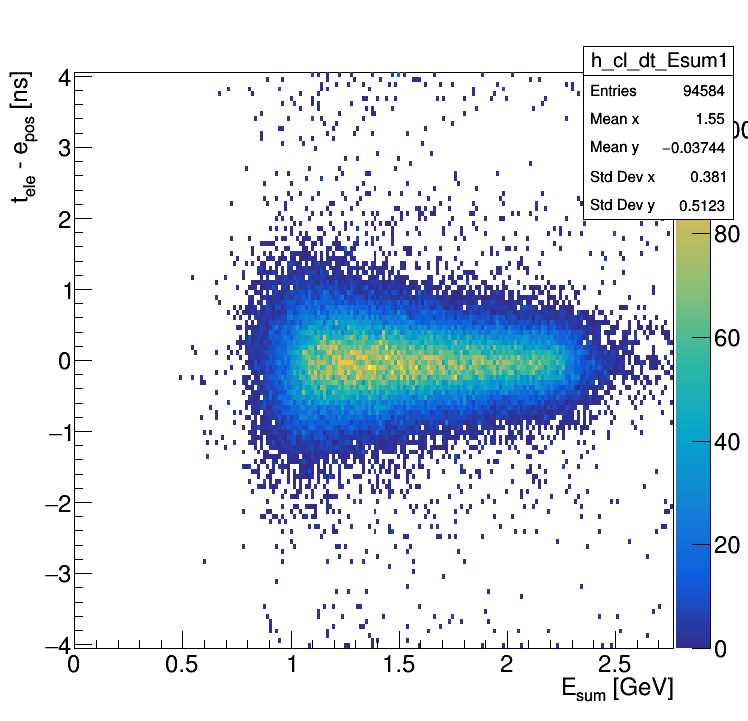 h_cl_dt_Esum1
Entries 94584
Mean x 1.55
Mean y −0.03744
Std Dev x 0.381
Std Dev y 0.5123
t_ele - e_pos [ns]
4
3
2
1
0
−1
−2
−3
−4
0 0.5 1 1.5 2 2.5
E_sum [GeV]
80
60
40
20
0